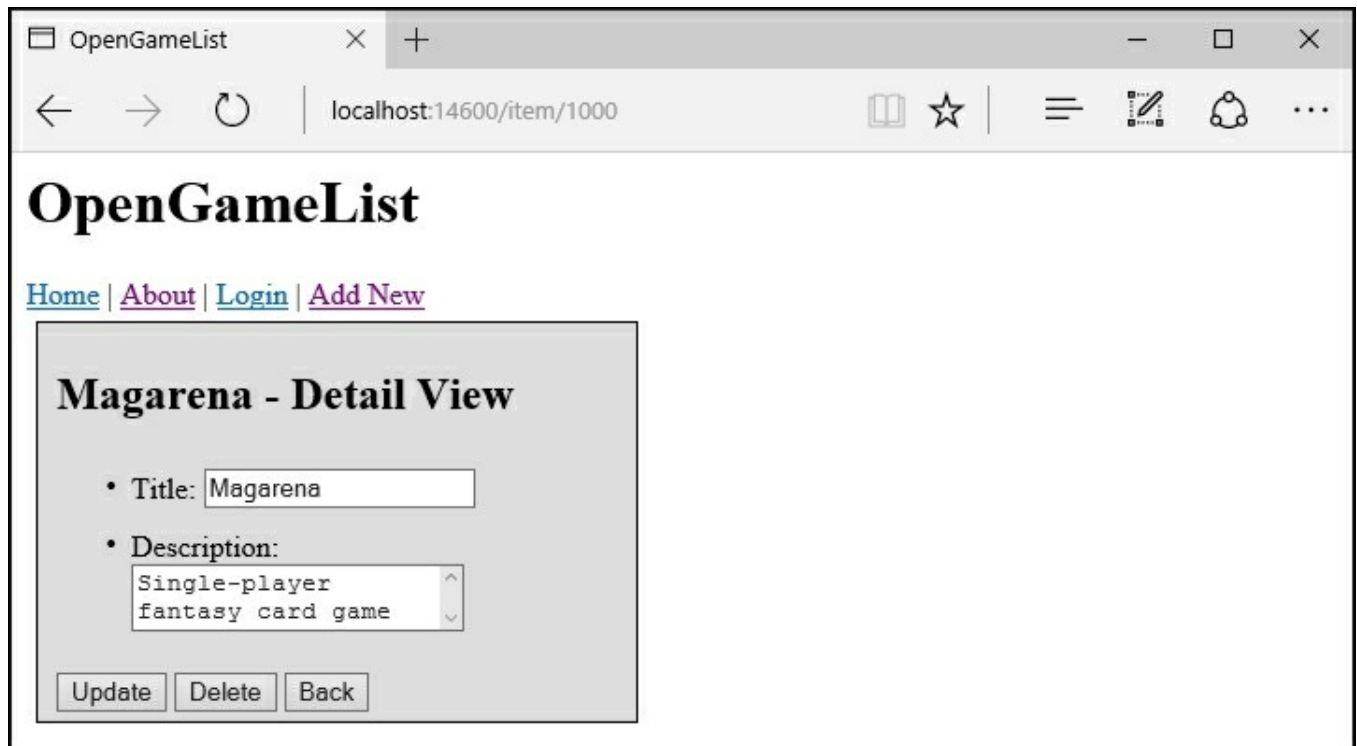 OpenGameList
localhost:14600/item/1000
OpenGameList
Home | About | Login | Add New
Magarena - Detail View
• Title: Magarena
• Description:
Single-player
fantasy card game
Update Delete Back